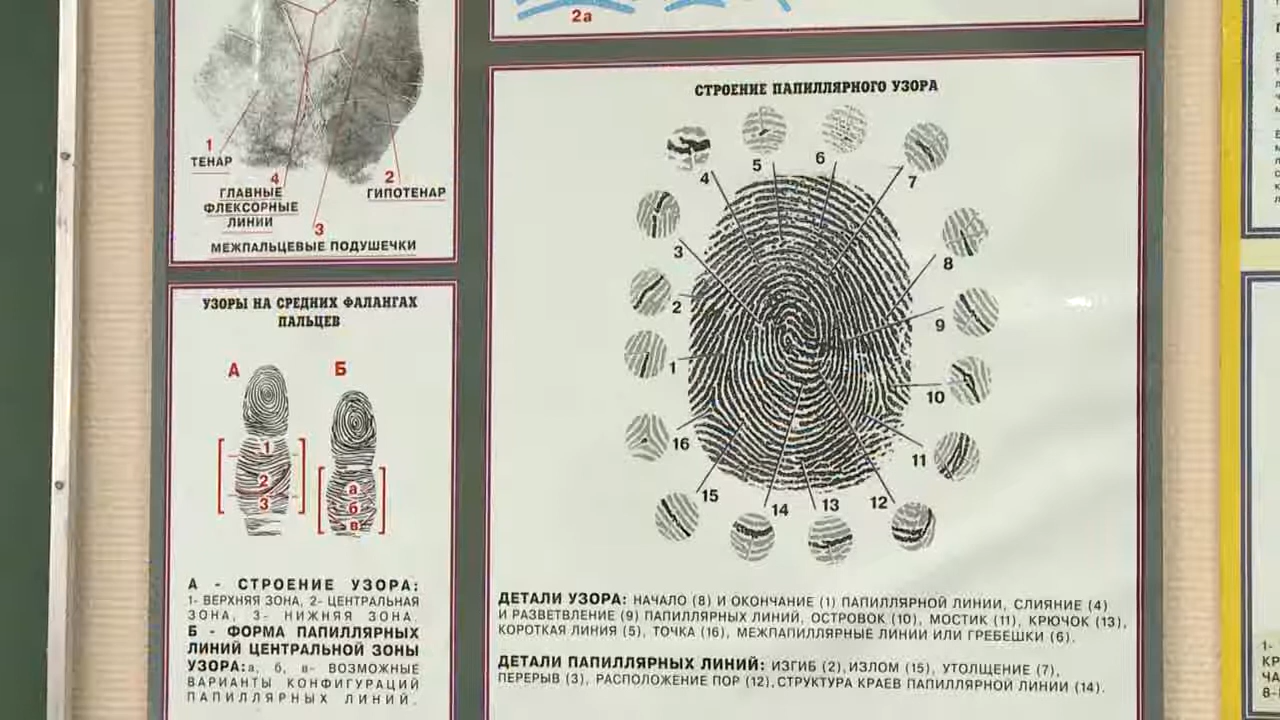 2а
1
ТЕНАР
4
ГЛАВНЫЕ
ФЛЕКСОРНЫЕ
ЛИНИИ
2
ГИПОТЕНАР
3
МЕЖПАЛЬЦЕВЫЕ ПОДУШЕЧКИ
УЗОРЫ НА СРЕДНИХ ФАЛАНГАХ
ПАЛЬЦЕВ
А
Б
1
2
3
а
б
в
А - СТРОЕНИЕ УЗОРА:
1- ВЕРХНЯЯ ЗОНА, 2- ЦЕНТРАЛЬНАЯ
ЗОНА, 3- НИЖНЯЯ ЗОНА.
Б - ФОРМА ПАПИЛЛЯРНЫХ
ЛИНИЙ ЦЕНТРАЛЬНОЙ ЗОНЫ
УЗОРА: а, б, в- ВОЗМОЖНЫЕ
ВАРИАНТЫ КОНФИГУРАЦИЙ
ПАПИЛЛЯРНЫХ ЛИНИЙ.
СТРОЕНИЕ ПАПИЛЛЯРНОГО УЗОРА
4
5
6
7
3
8
2
9
1
10
16
11
15
14
13
12
ДЕТАЛИ УЗОРА: НАЧАЛО (8) И ОКОНЧАНИЕ (1) ПАПИЛЛЯРНОЙ ЛИНИИ, СЛИЯНИЕ (4)
И РАЗВЕТВЛЕНИЕ (9) ПАПИЛЛЯРНЫХ ЛИНИЙ, ОСТРОВОК (10), МОСТИК (11), КРЮЧОК (13),
КОРОТКАЯ ЛИНИЯ (5), ТОЧКА (16), МЕЖПАПИЛЛЯРНЫЕ ЛИНИИ ИЛИ ГРЕБЕШКИ (6).
ДЕТАЛИ ПАПИЛЛЯРНЫХ ЛИНИЙ: ИЗГИБ (2), ИЗЛОМ (15), УТОЛЩЕНИЕ (7),
ПЕРЕРЫВ (3), РАСПОЛОЖЕНИЕ ПОР (12), СТРУКТУРА КРАЕВ ПАПИЛЛЯРНОЙ ЛИНИИ (14).
1-
КР
ЧА